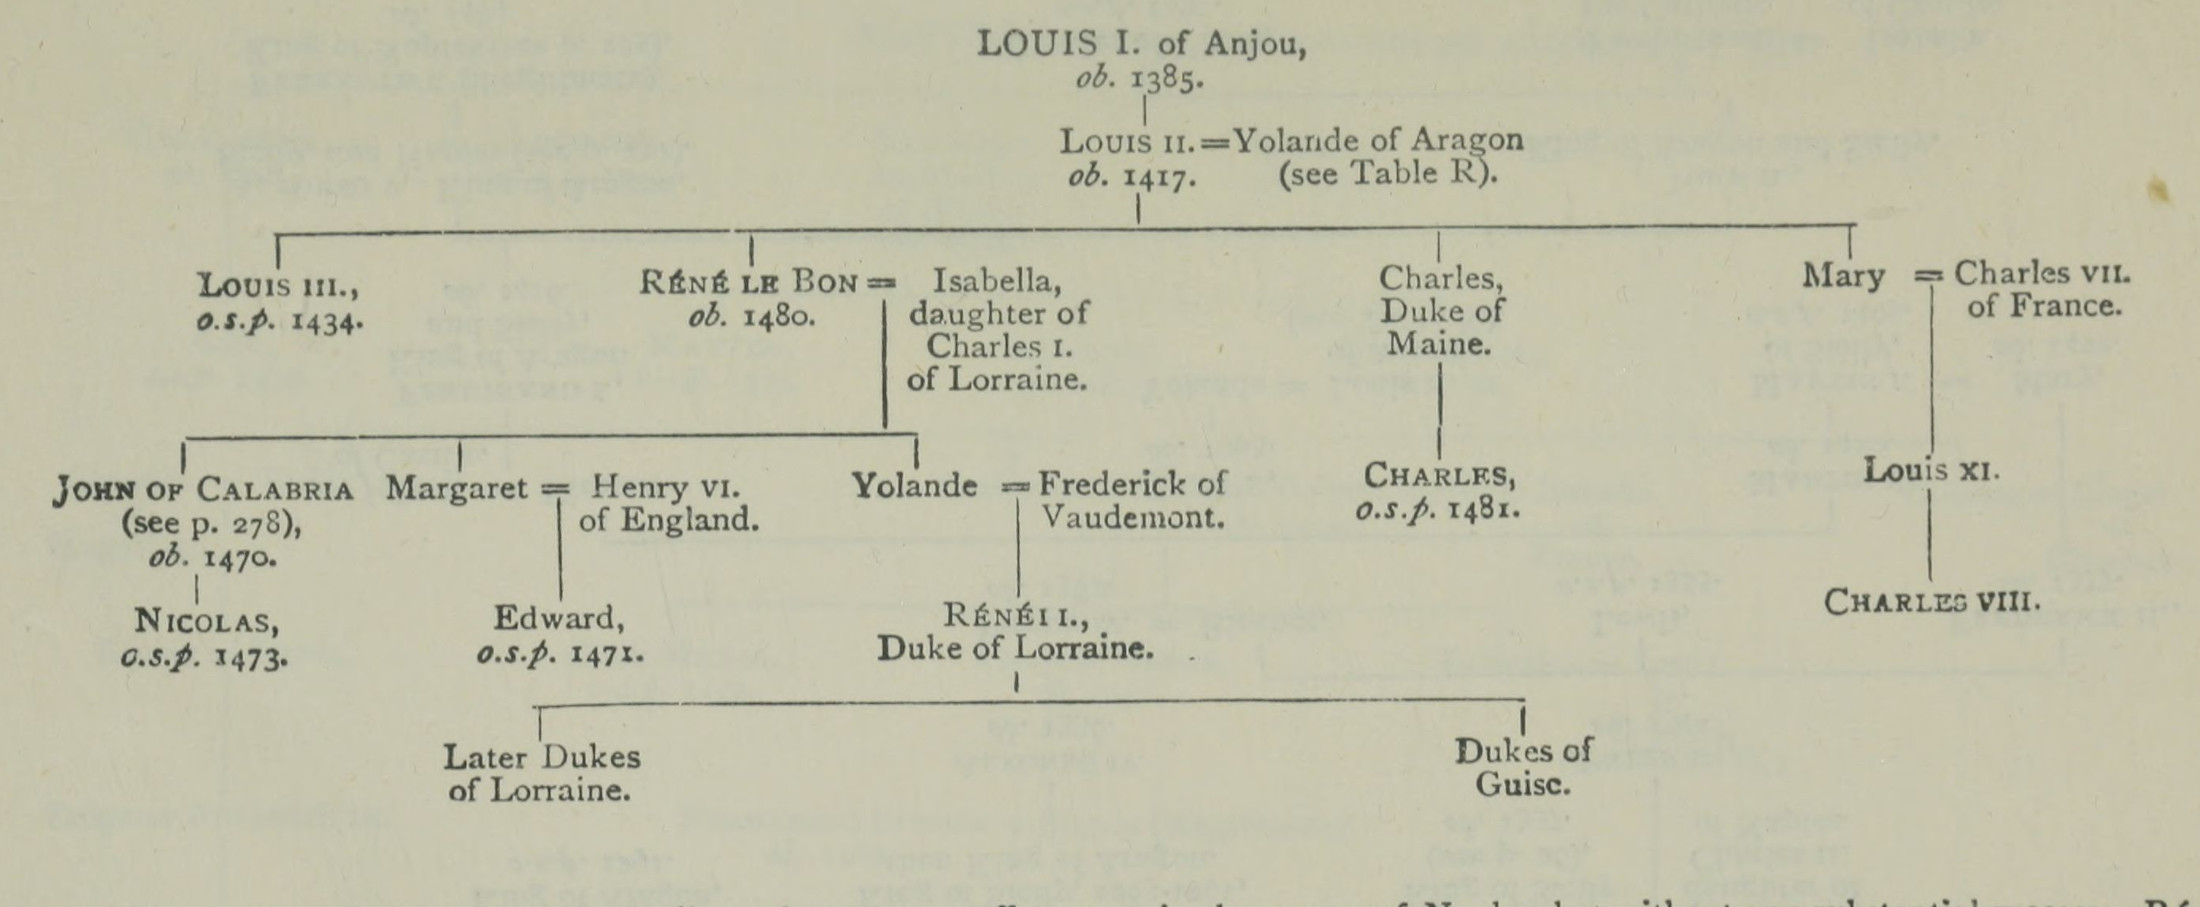 LOUIS I. of Anjou,
ob. 1385.
LOUIS II.=Yolande of Aragon
ob. 1417. (see Table R).
LOUIS III.,
o.s.p. 1434.
RÉNÉ LE BON =
ob. 1480.
Isabella,
daughter of
Charles I.
of Lorraine.
Charles,
Duke of
Maine.
Mary = Charles VII.
of France.
JOHN OF CALABRIA
(see p. 278),
ob. 1470.
Margaret = Henry VI.
of England.
Yolande = Frederick of
Vaudemont.
CHARLES,
o.s.p. 1481.
Louis XI.
NICOLAS,
o.s.p. 1473.
Edward,
o.s.p. 1471.
RÉNÉ II.,
Duke of Lorraine.
CHARLES VIII.
Later Dukes
of Lorraine.
Dukes of
Guise.